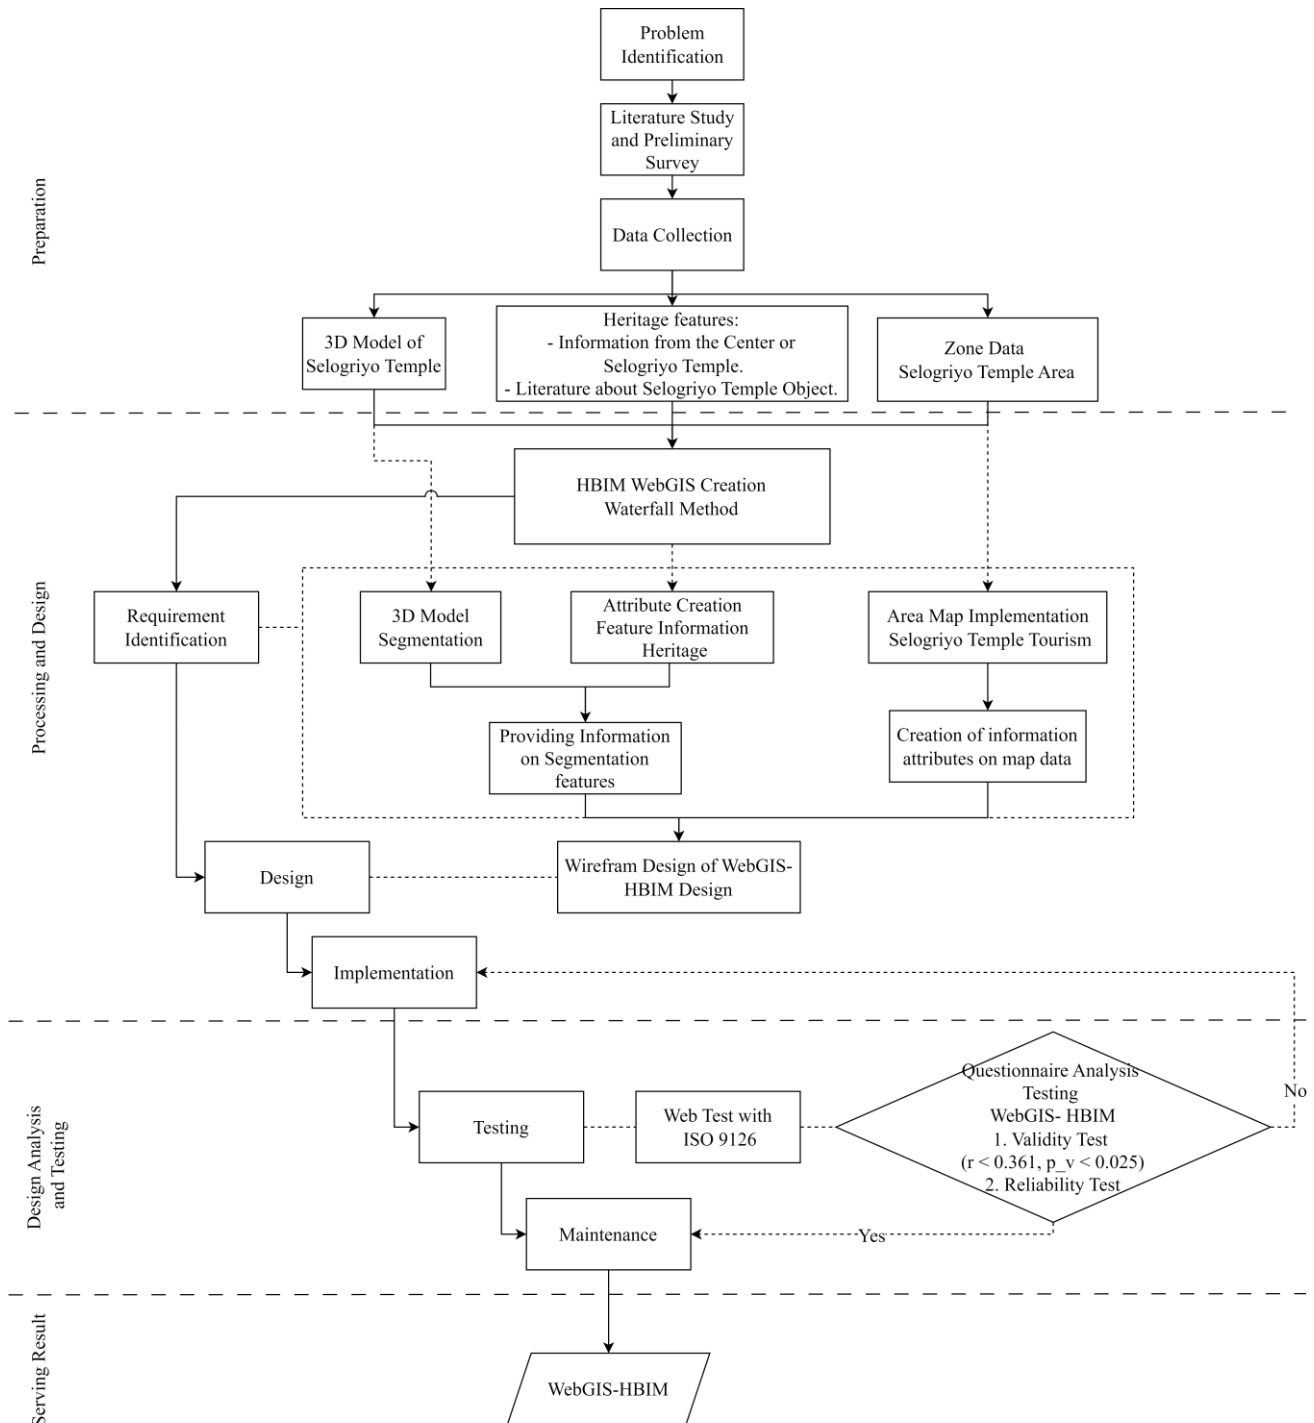 Problem
Identification
Literature Study
and Preliminary
Survey
Data Collection
Preparation
3D Model of
Selogriyo Temple
Heritage features:
- Information from the Center or
Selogriyo Temple.
- Literature about Selogriyo Temple Object.
Zone Data
Selogriyo Temple Area
HBIM WebGIS Creation
Waterfall Method
Processing and Design
Requirement
Identification
3D Model
Segmentation
Attribute Creation
Feature Information
Heritage
Area Map Implementation
Selogriyo Temple Tourism
Providing Information
on Segmentation
features
Creation of information
attributes on map data
Design
Wirefram Design of WebGIS-
HBIM Design
Implementation
Design Analysis
and Testing
Testing
Web Test with
ISO 9126
Questionnaire Analysis
Testing
WebGIS- HBIM
1. Validity Test
(r < 0.361, p_v < 0.025)
2. Reliability Test
No
Maintenance
Yes
Serving Result
WebGIS-HBIM